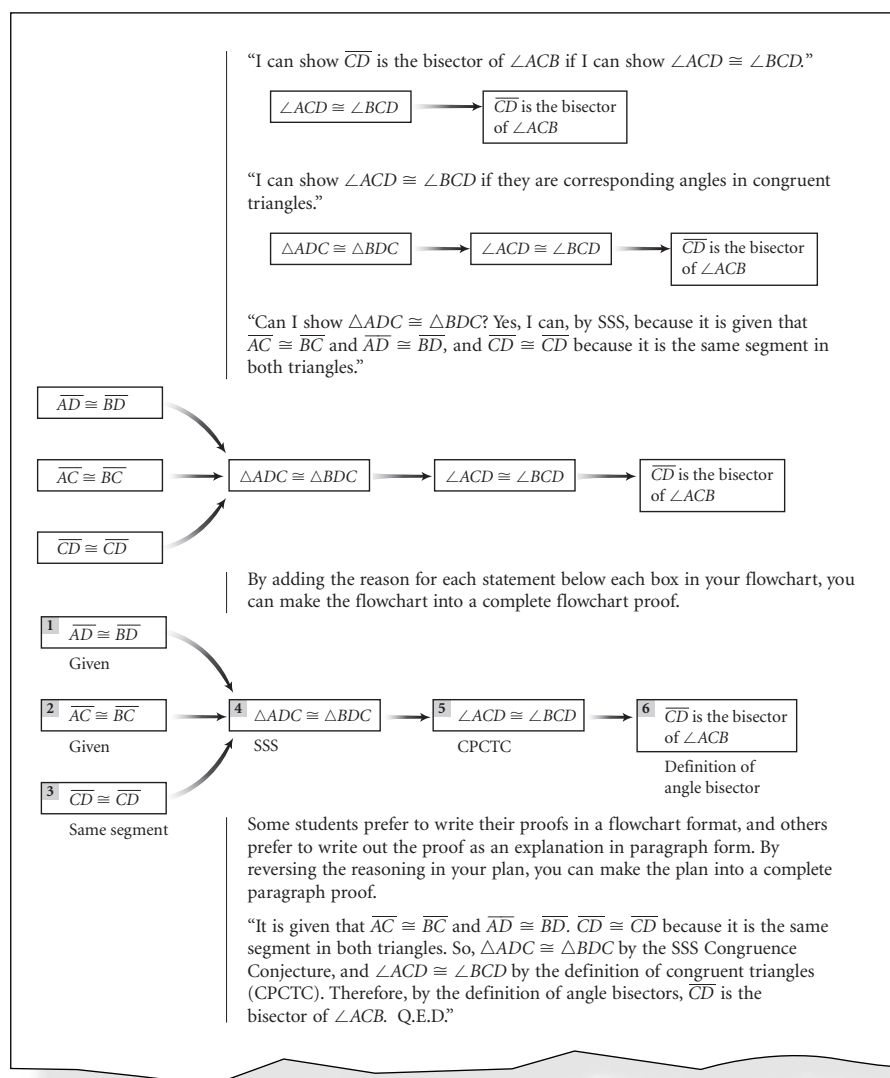 “I can show CD is the bisector of ∠ACB if I can show ∠ACD ≅ ∠BCD.”
∠ACD ≅ ∠BCD
CD is the bisector
of ∠ACB
“I can show ∠ACD ≅ ∠BCD if they are corresponding angles in congruent
triangles.”
△ADC ≅ △BDC
∠ACD ≅ ∠BCD
CD is the bisector
of ∠ACB
“Can I show △ADC ≅ △BDC? Yes, I can, by SSS, because it is given that
AC ≅ BC and AD ≅ BD, and CD ≅ CD because it is the same segment in
both triangles.”
AD ≅ BD
AC ≅ BC
△ADC ≅ △BDC
∠ACD ≅ ∠BCD
CD is the bisector
of ∠ACB
CD ≅ CD
By adding the reason for each statement below each box in your flowchart, you
can make the flowchart into a complete flowchart proof.
1 AD ≅ BD
Given
2 AC ≅ BC
Given
4 △ADC ≅ △BDC
SSS
5 ∠ACD ≅ ∠BCD
CPCTC
6 CD is the bisector
of ∠ACB
Definition of
angle bisector
3 CD ≅ CD
Same segment
Some students prefer to write their proofs in a flowchart format, and others
prefer to write out the proof as an explanation in paragraph form. By
reversing the reasoning in your plan, you can make the plan into a complete
paragraph proof.
“It is given that AC ≅ BC and AD ≅ BD. CD ≅ CD because it is the same
segment in both triangles. So, △ADC ≅ △BDC by the SSS Congruence
Conjecture, and ∠ACD ≅ ∠BCD by the definition of congruent triangles
(CPCTC). Therefore, by the definition of angle bisectors, CD is the
bisector of ∠ACB. Q.E.D.”